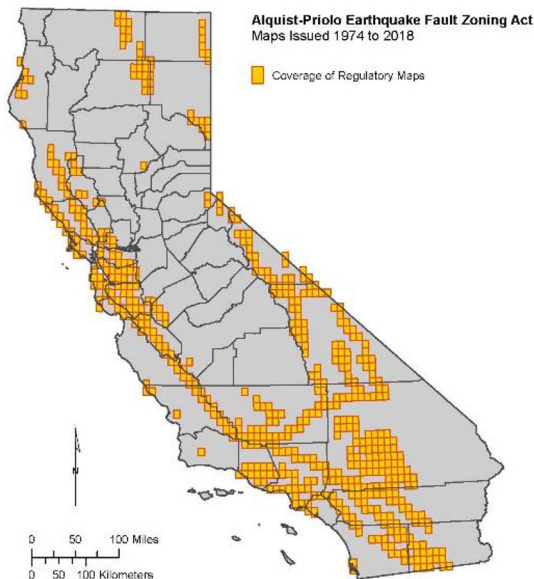 Alquist-Priolo Earthquake Fault Zoning Act
Maps Issued 1974 to 2018
Coverage of Regulatory Maps
N
0 50 100 Miles
0 50 100 Kilometers